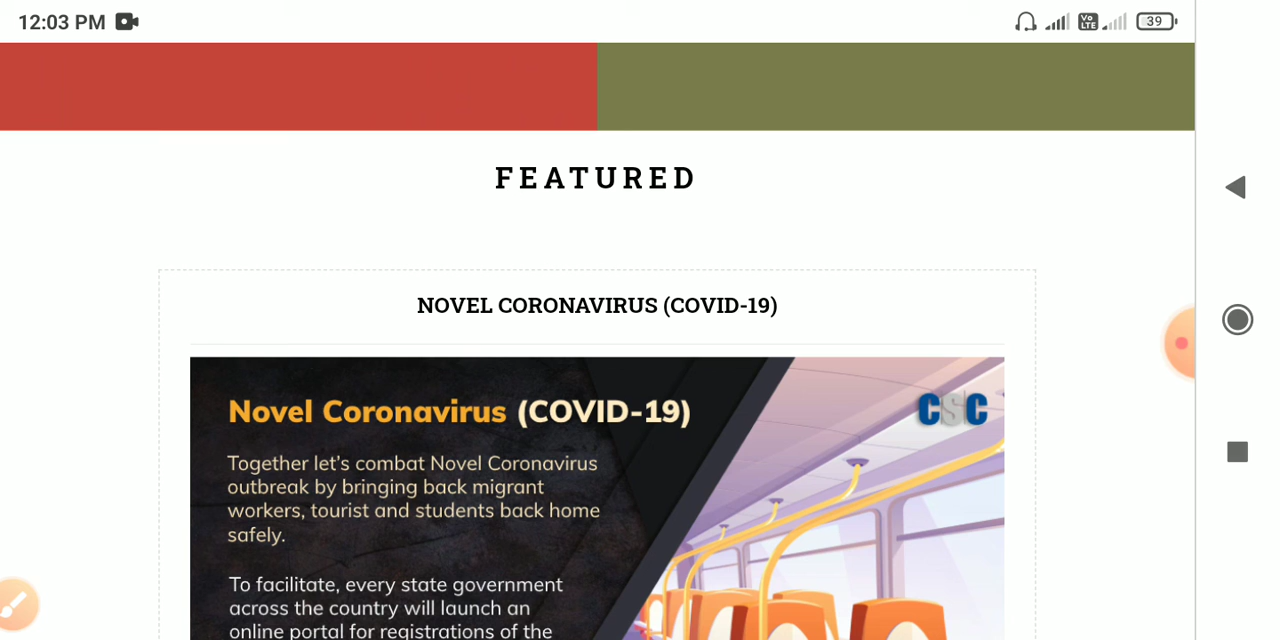 12:03 PM
Vo
LTE
39
FEATURED
NOVEL CORONAVIRUS (COVID-19)
Novel Coronavirus (COVID-19)
CSC
Together let's combat Novel Coronavirus
outbreak by bringing back migrant
workers, tourist and students back home
safely.
To facilitate, every state government
across the country will launch an
online portal for registrations of the